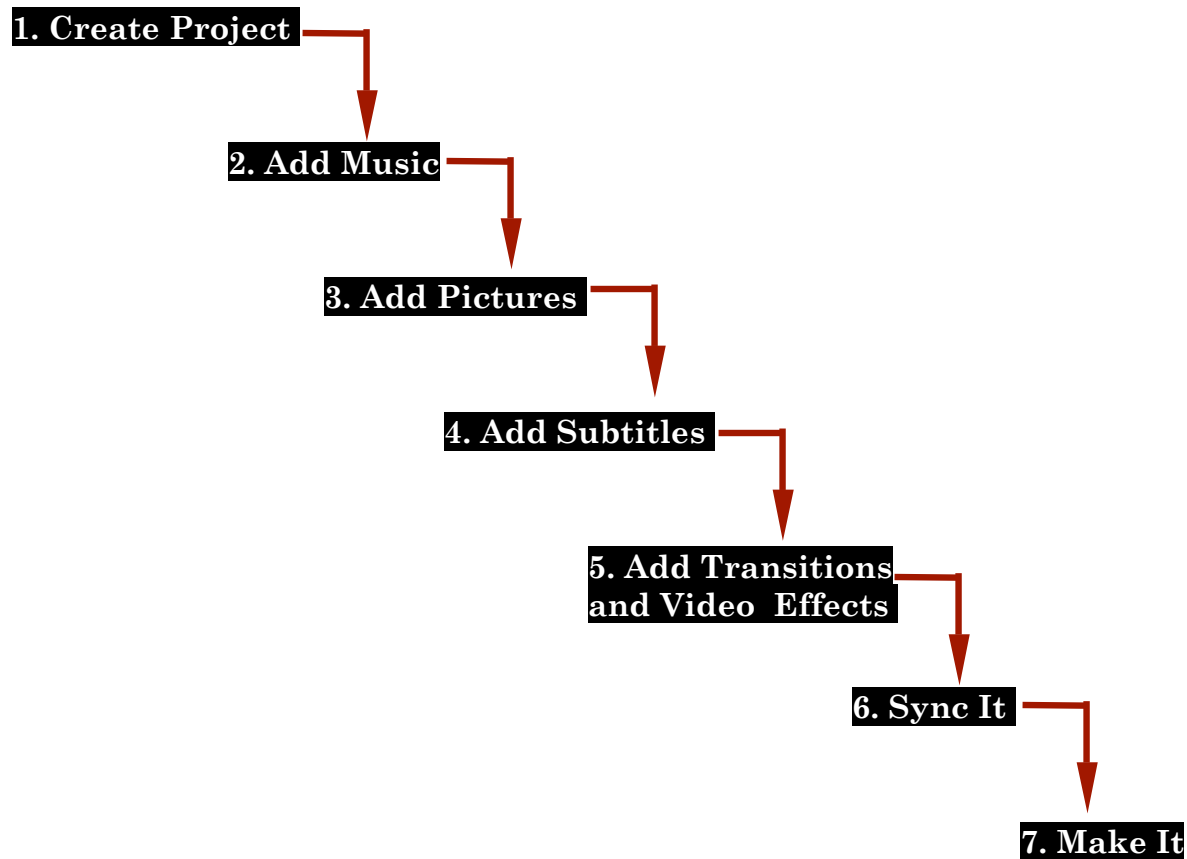 1. Create Project
2. Add Music
3. Add Pictures
4. Add Subtitles
5. Add Transitions
and Video  Effects
6. Sync It
7. Make It